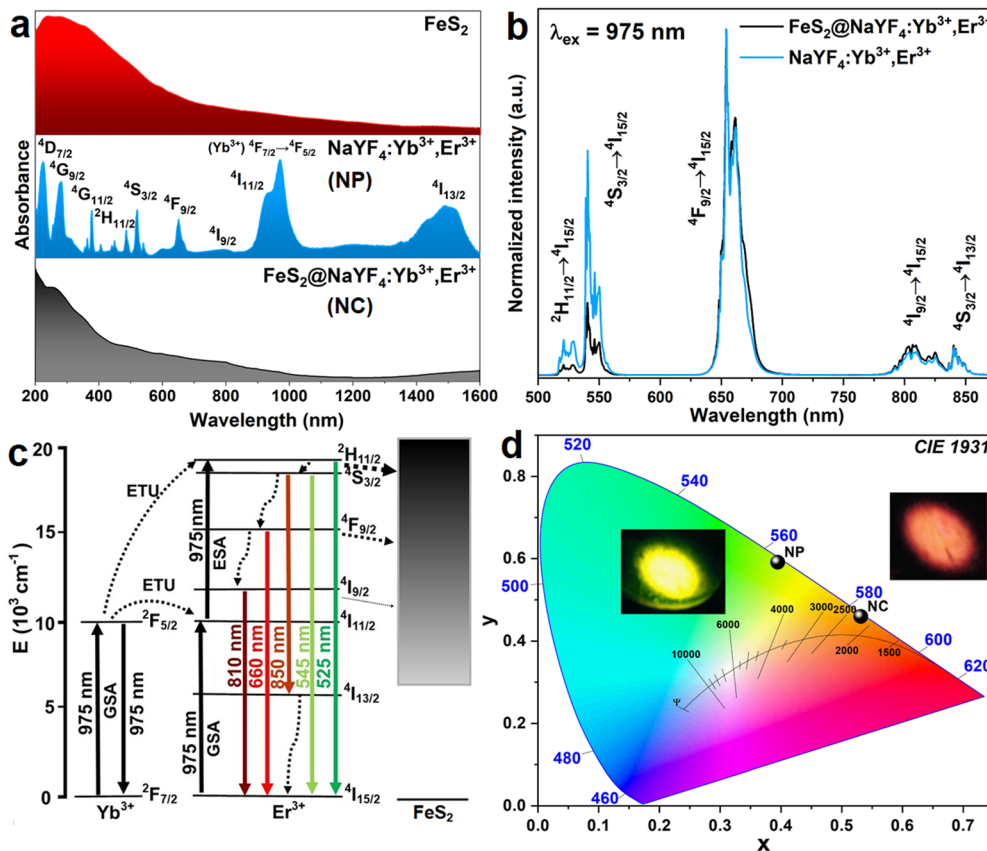 a
FeS₂
⁴D₇/₂
⁴G₉/₂
⁴G₁₁/₂
²H₁₁/₂
⁴S₃/₂
⁴F₉/₂
(Yb³⁺) ⁴F₇/₂→⁴F₅/₂
⁴I₁₁/₂
⁴I₉/₂
NaYF₄:Yb³⁺,Er³⁺
(NP)
⁴I₁₃/₂
FeS₂@NaYF₄:Yb³⁺,Er³⁺
(NC)
Absorbance
200 400 600 800 1000 1200 1400 1600
Wavelength (nm)
b
λex = 975 nm
FeS₂@NaYF₄:Yb³⁺,Er³⁺
NaYF₄:Yb³⁺,Er³⁺
²H₁₁/₂→⁴I₁₅/₂
⁴S₃/₂→⁴I₁₅/₂
⁴F₉/₂→⁴I₁₅/₂
⁴I₉/₂→⁴I₁₅/₂
⁴S₃/₂→⁴I₁₃/₂
Normalized intensity (a.u.)
500 550 600 650 700 750 800 850
Wavelength (nm)
c
E (10³ cm⁻¹)
20
15
10
5
0
ETU
ETU
²F₅/₂
975 nm
GSA
975 nm
²F₇/₂
Yb³⁺
²H₁₁/₂
⁴S₃/₂
⁴F₉/₂
⁴I₉/₂
⁴I₁₁/₂
⁴I₁₃/₂
⁴I₁₅/₂
975 nm
ESA
975 nm
GSA
810 nm
660 nm
850 nm
545 nm
525 nm
Er³⁺
FeS₂
d
CIE 1931
y
0.8
0.6
0.4
0.2
0.0
520
540
560
NP
580
NC
600
620
500
480
460
10000
6000
4000
3000
2500
2000
1500
Ψ
0.0 0.1 0.2 0.3 0.4 0.5 0.6 0.7
x